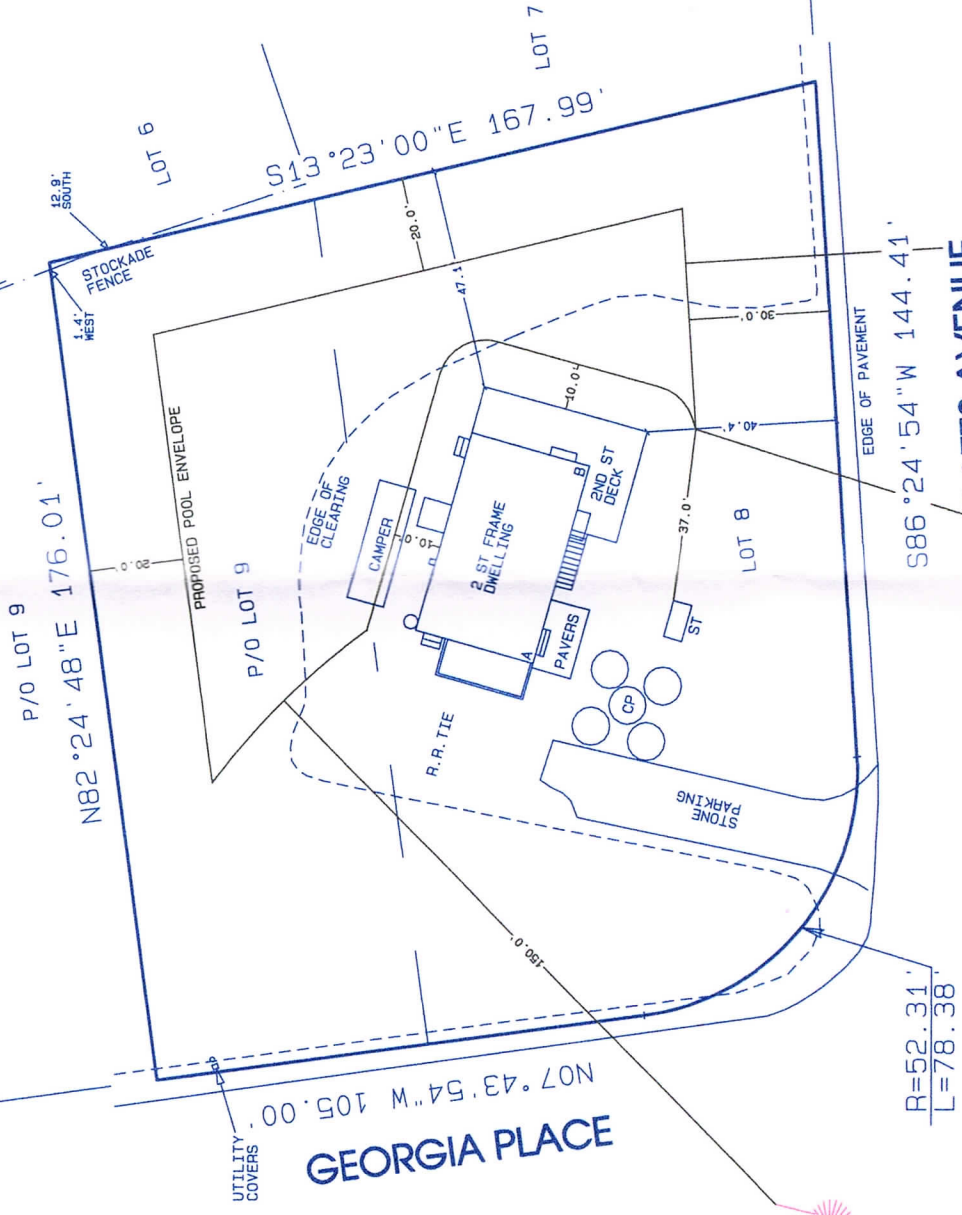 P/O LOT 9
N82°24'48"E 176.01'
LOT 6
LOT 7
S13°23'00"E 167.99'
12.9'
SOUTH
STOCKADE
FENCE
1.4'
WEST
20.0'
PROPOSED POOL ENVELOPE
P/O LOT 9
20.0'
47.1
EDGE OF
CLEARING
CAMPER
10.0'
10.0'
2 ST FRAME
DWELLING
A
B
2ND ST
DECK
30.0'
40.4'
37.0'
PAVERS
ST
CP
LOT 8
R.R.TIE
STONE
PARKING
EDGE OF PAVEMENT
S86°24'54"W 144.41'
AVENUE
150.0'
R=52.31'
L=78.38'
N07°43'54"W 105.00'
GEORGIA PLACE
UTILITY
COVERS